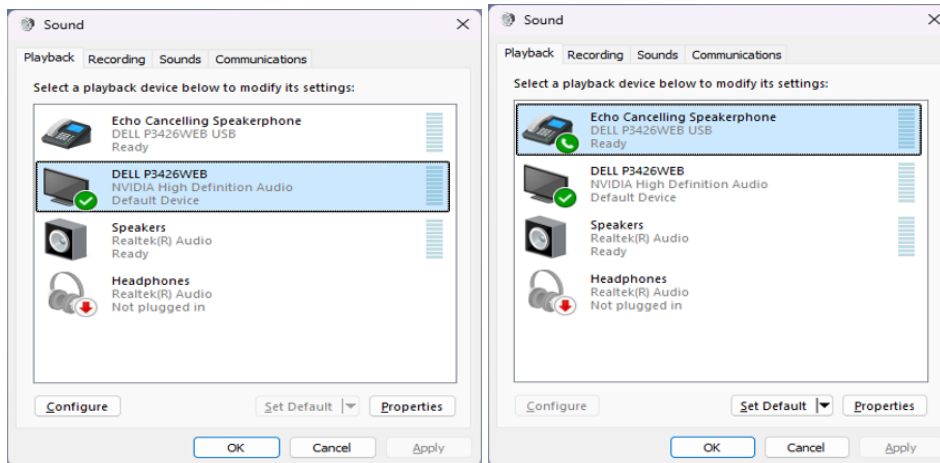 Sound
Playback Recording Sounds Communications
Select a playback device below to modify its settings:
Echo Cancelling Speakerphone
DELL P3426WEB USB
Ready
DELL P3426WEB
NVIDIA High Definition Audio
Default Device
Speakers
Realtek(R) Audio
Ready
Headphones
Realtek(R) Audio
Not plugged in
Configure Set Default Properties
OK Cancel Apply
Sound
Playback Recording Sounds Communications
Select a playback device below to modify its settings:
Echo Cancelling Speakerphone
DELL P3426WEB USB
Ready
DELL P3426WEB
NVIDIA High Definition Audio
Default Device
Speakers
Realtek(R) Audio
Ready
Headphones
Realtek(R) Audio
Not plugged in
Configure Set Default Properties
OK Cancel Apply